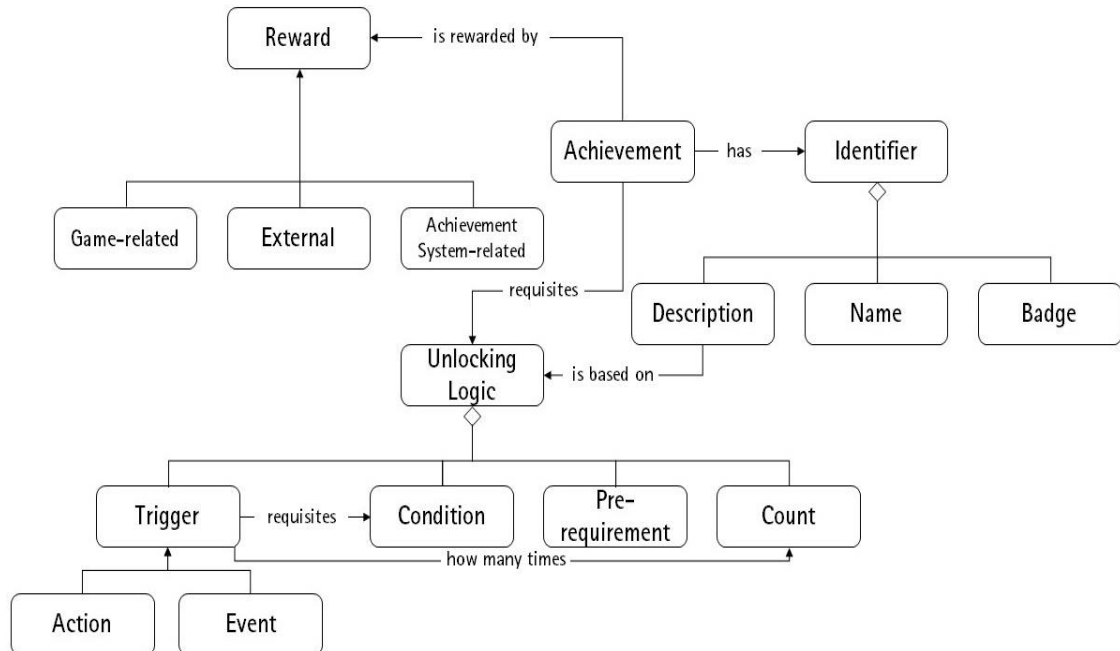 Reward
is rewarded by
Achievement
has
Identifier
Game-related
External
Achievement
System-related
requisites
Description
Name
Badge
Unlocking
Logic
is based on
Trigger
requisites
Condition
Pre-
requirement
Count
how many times
Action
Event